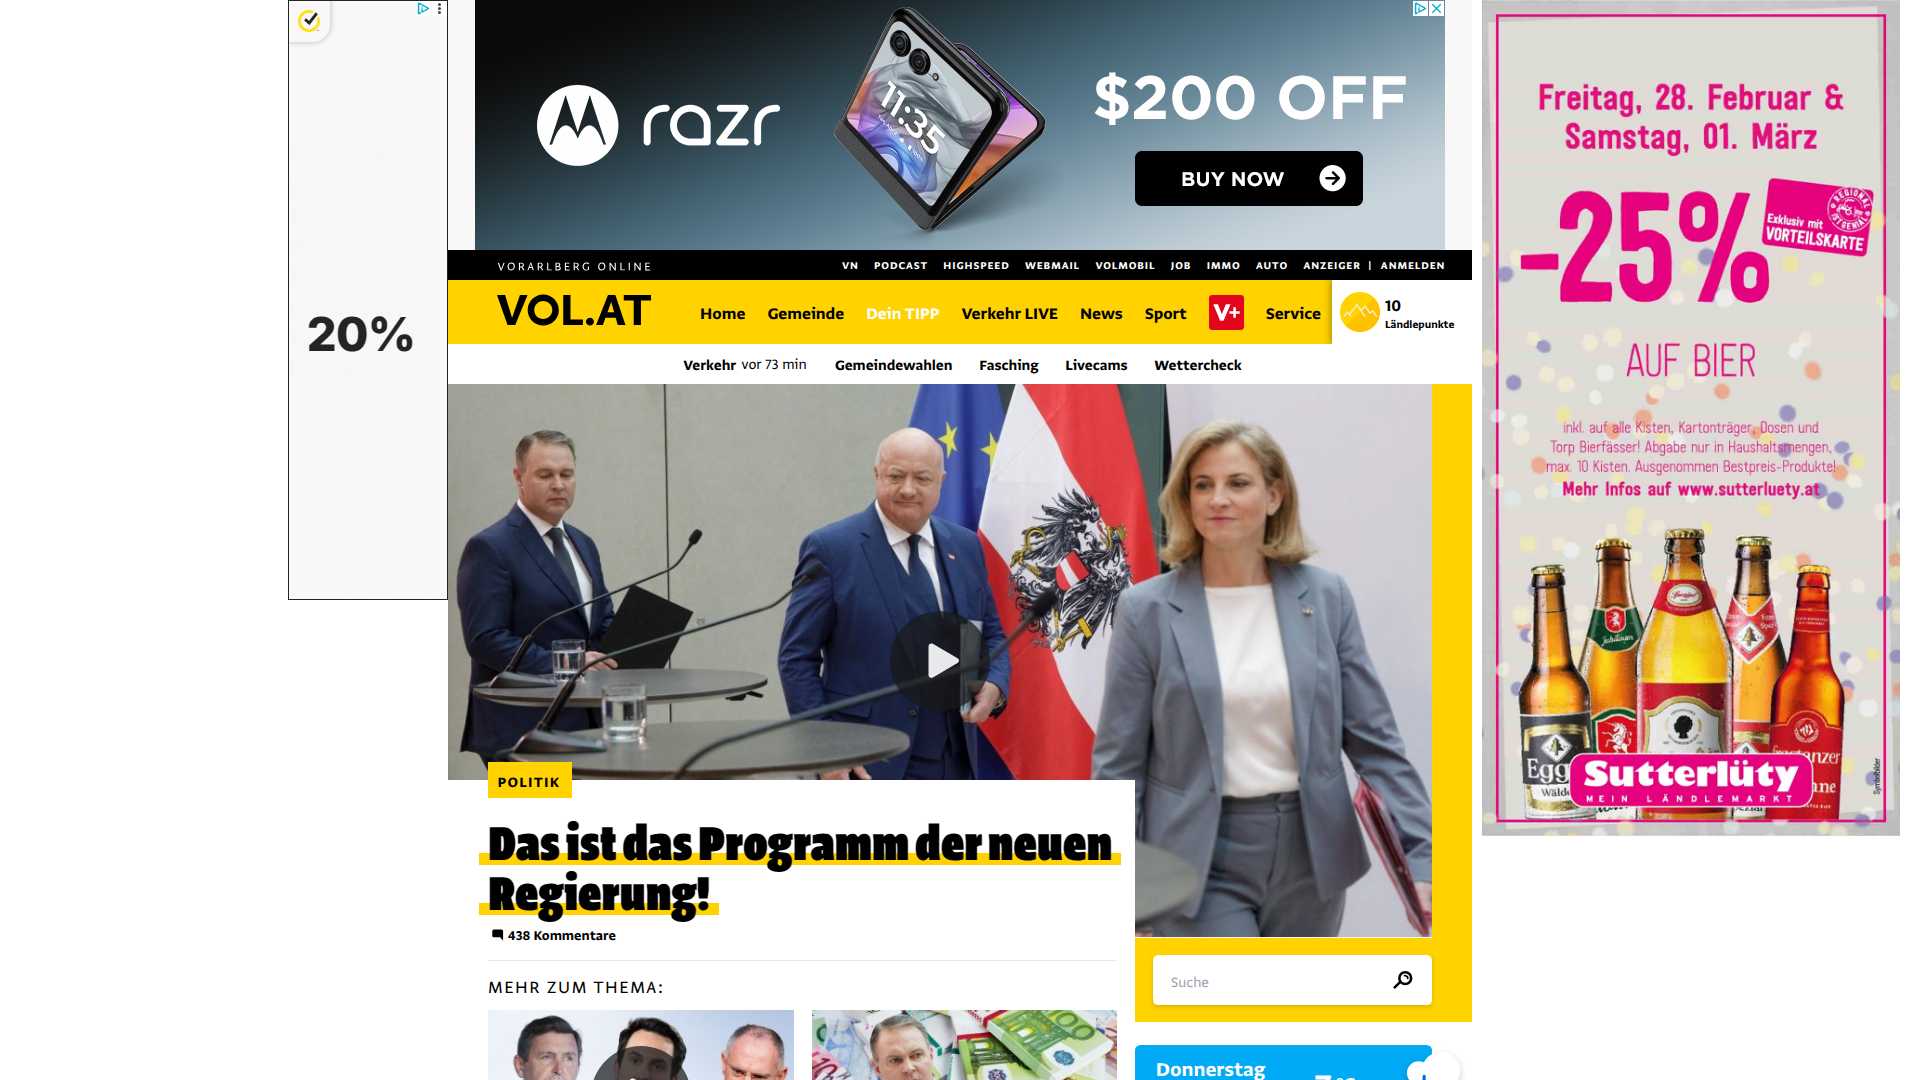 20%
razr
11:35
$200 OFF
BUY NOW
VORARLBERG ONLINE
VN PODCAST HIGHSPEED WEBMAIL VOLMOBIL JOB IMMO AUTO ANZEIGER | ANMELDEN
VOL.AT
Home Gemeinde Dein TIPP Verkehr LIVE News Sport V+ Service
10
Ländlepunkte
Verkehr vor 73 min Gemeindewahlen Fasching Livecams Wettercheck
POLITIK
Das ist das Programm der neuen
Regierung!
438 Kommentare
MEHR ZUM THEMA:
Suche
Donnerstag
Freitag, 28. Februar &
Samstag, 01. März
-25%
REGIONAL IST GENIAL
Exklusiv mit
VORTEILSKARTE
AUF BIER
inkl. auf alle Kisten, Kartonträger, Dosen und
Torp Bierfässer! Abgabe nur in Haushaltsmengen,
max. 10 Kisten. Ausgenommen Bestpreis-Produkte!
Mehr Infos auf www.sutterluety.at
Egg
Wälde
Sutterlüty
MEIN LÄNDLEMARKT
Symbolbilder